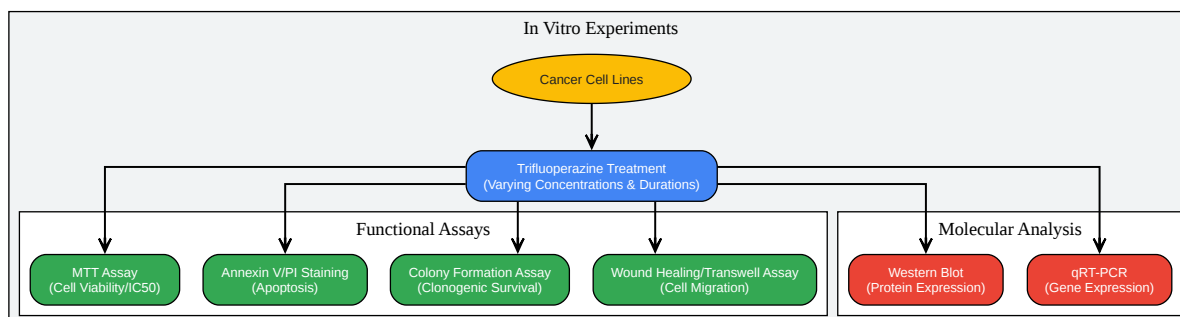 In Vitro Experiments
Cancer Cell Lines
Trifluoperazine Treatment
(Varying Concentrations & Durations)
Functional Assays
Molecular Analysis
MTT Assay
(Cell Viability/IC50)
Annexin V/PI Staining
(Apoptosis)
Colony Formation Assay
(Clonogenic Survival)
Wound Healing/Transwell Assay
(Cell Migration)
Western Blot
(Protein Expression)
qRT-PCR
(Gene Expression)